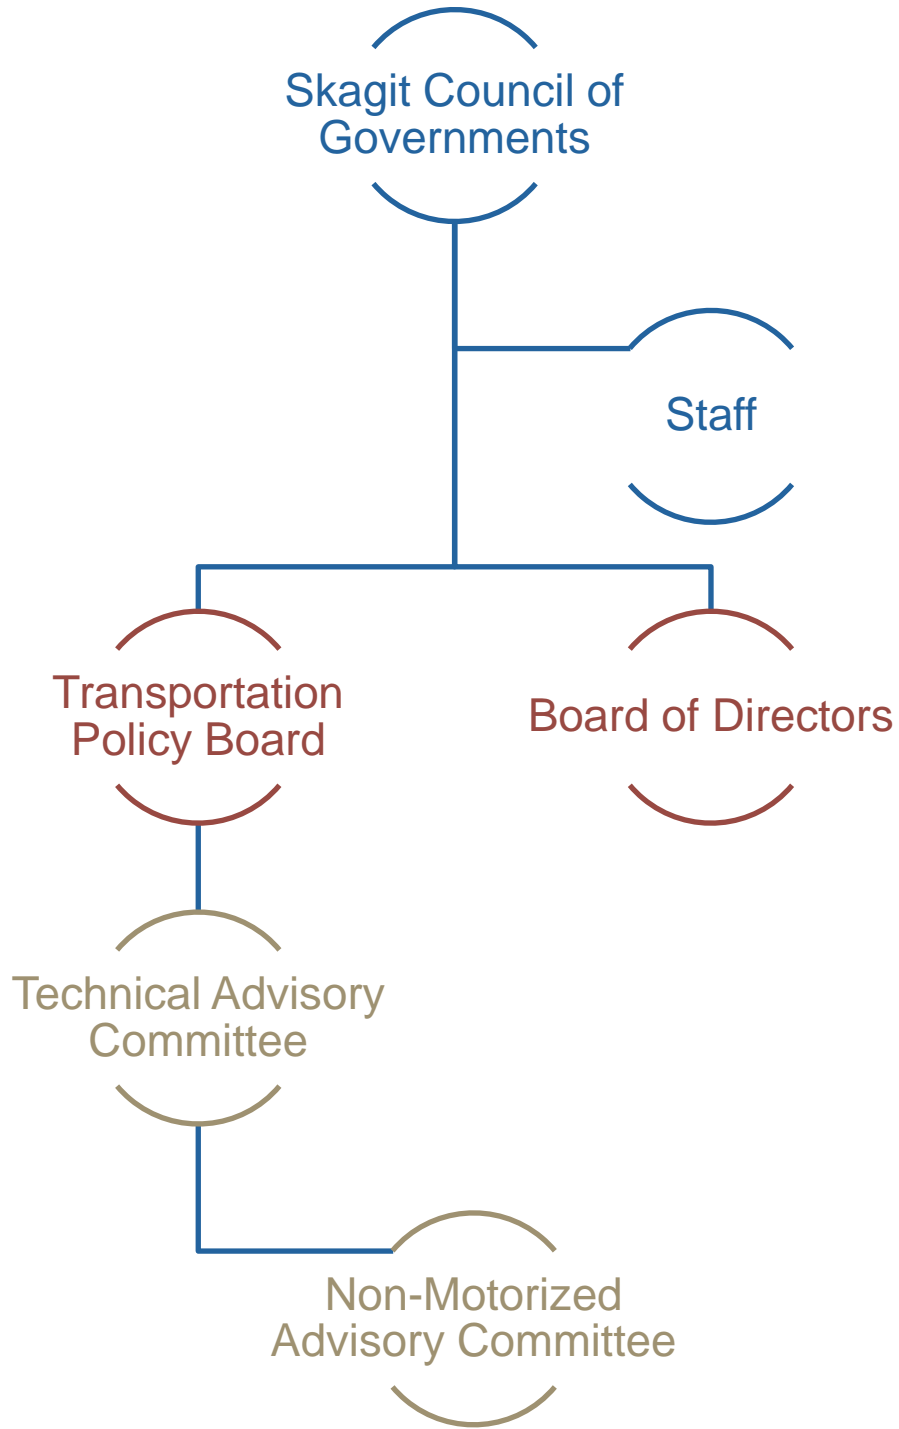 Skagit Council of
Governments
Staff
Transportation
Policy Board
Board of Directors
Technical Advisory
Committee
Non-Motorized
Advisory Committee